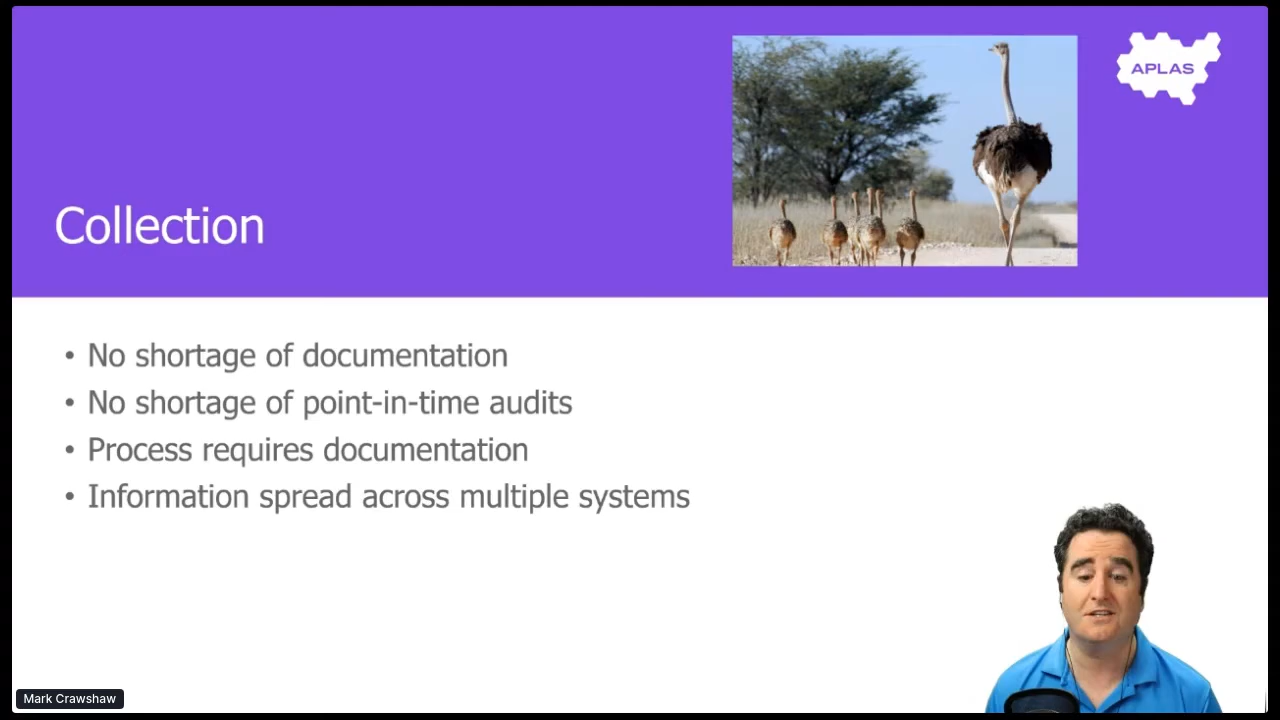 APLAS
Collection
• No shortage of documentation
• No shortage of point-in-time audits
• Process requires documentation
• Information spread across multiple systems
Mark Crawshaw